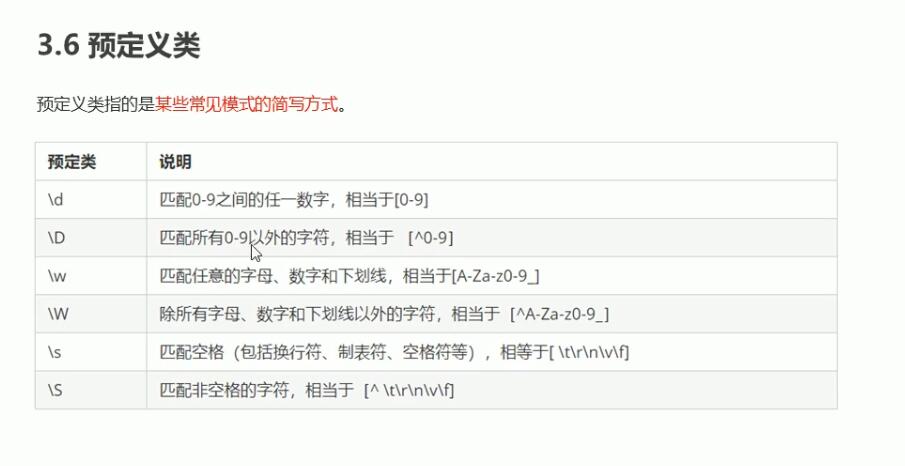 3.6 预定义类
预定义类指的是某些常见模式的简写方式。
预定义类 说明
\d 匹配0-9之间的任一数字，相当于[0-9]
\D 匹配所有0-9以外的字符，相当于 [^0-9]
\w 匹配任意的字母、数字和下划线，相当于[A-Za-z0-9_]
\W 除所有字母、数字和下划线以外的字符，相当于 [^A-Za-z0-9_]
\s 匹配空格（包括换行符、制表符、空格符等），相等于[ \t\r\n\v\f]
\S 匹配非空格的字符，相当于 [^ \t\r\n\v\f]